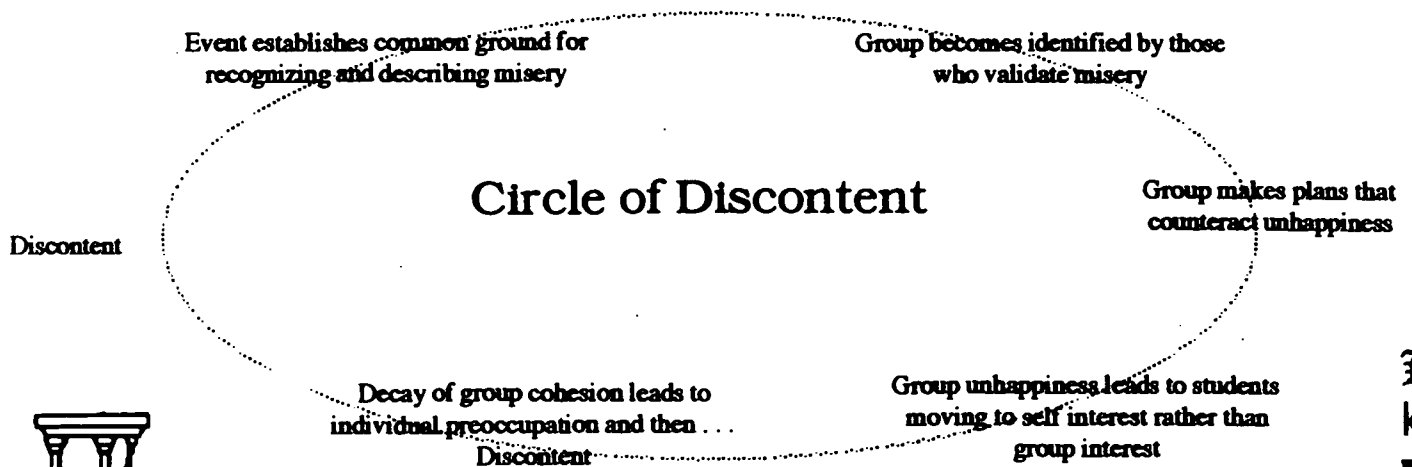 Event establishes common ground for
recognizing and describing misery
Group becomes identified by those
who validate misery
Circle of Discontent
Group makes plans that
counteract unhappiness
Discontent
Group unhappiness leads to students
moving to self interest rather than
group interest
Decay of group cohesion leads to
individual preoccupation and then . . .
Discontent